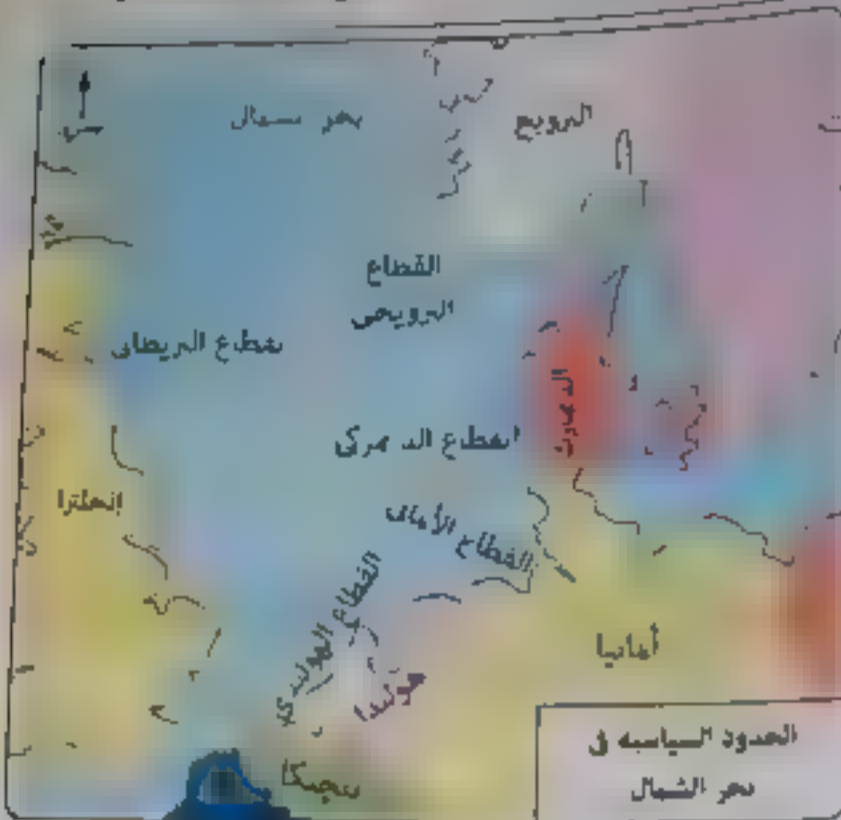 بحر شمال
النرويج
القطاع
النرويجي
القطاع البريطاني
القطاع الدنمركي
إنجلترا
القطاع الألماني
القطاع الهولندي
ألمانيا
هولندا
بلجيكا
الحدود السياسية في
بحر الشمال